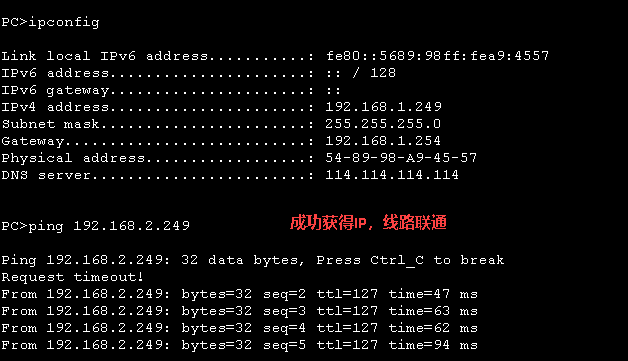 PC>ipconfig
Link local IPv6 address...........: fe80::5689:98ff:fea9:4557
IPv6 address......................: :: / 128
IPv6 gateway......................: ::
IPv4 address......................: 192.168.1.249
Subnet mask.......................: 255.255.255.0
Gateway...........................: 192.168.1.254
Physical address..................: 54-89-98-A9-45-57
DNS server........................: 114.114.114.114
PC>ping 192.168.2.249
成功获得IP，线路联通
Ping 192.168.2.249: 32 data bytes, Press Ctrl_C to break
Request timeout!
From 192.168.2.249: bytes=32 seq=2 ttl=127 time=47 ms
From 192.168.2.249: bytes=32 seq=3 ttl=127 time=63 ms
From 192.168.2.249: bytes=32 seq=4 ttl=127 time=62 ms
From 192.168.2.249: bytes=32 seq=5 ttl=127 time=94 ms